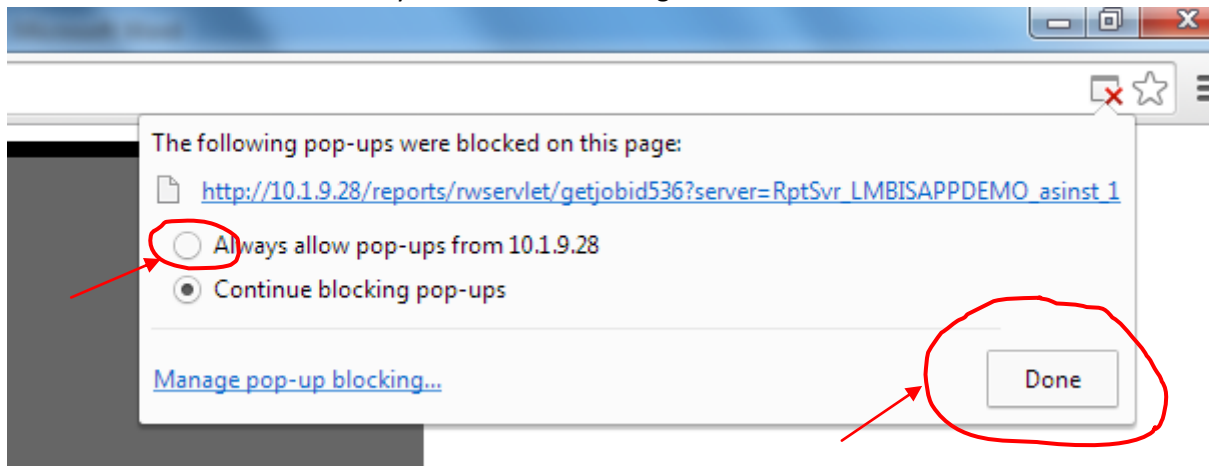 The following pop-ups were blocked on this page:
http://10.1.9.28/reports/rwservlet/getjobid536?server=RptSvr_LMBISAPPDEMO_asinst_1
Always allow pop-ups from 10.1.9.28
Continue blocking pop-ups
Manage pop-up blocking...
Done